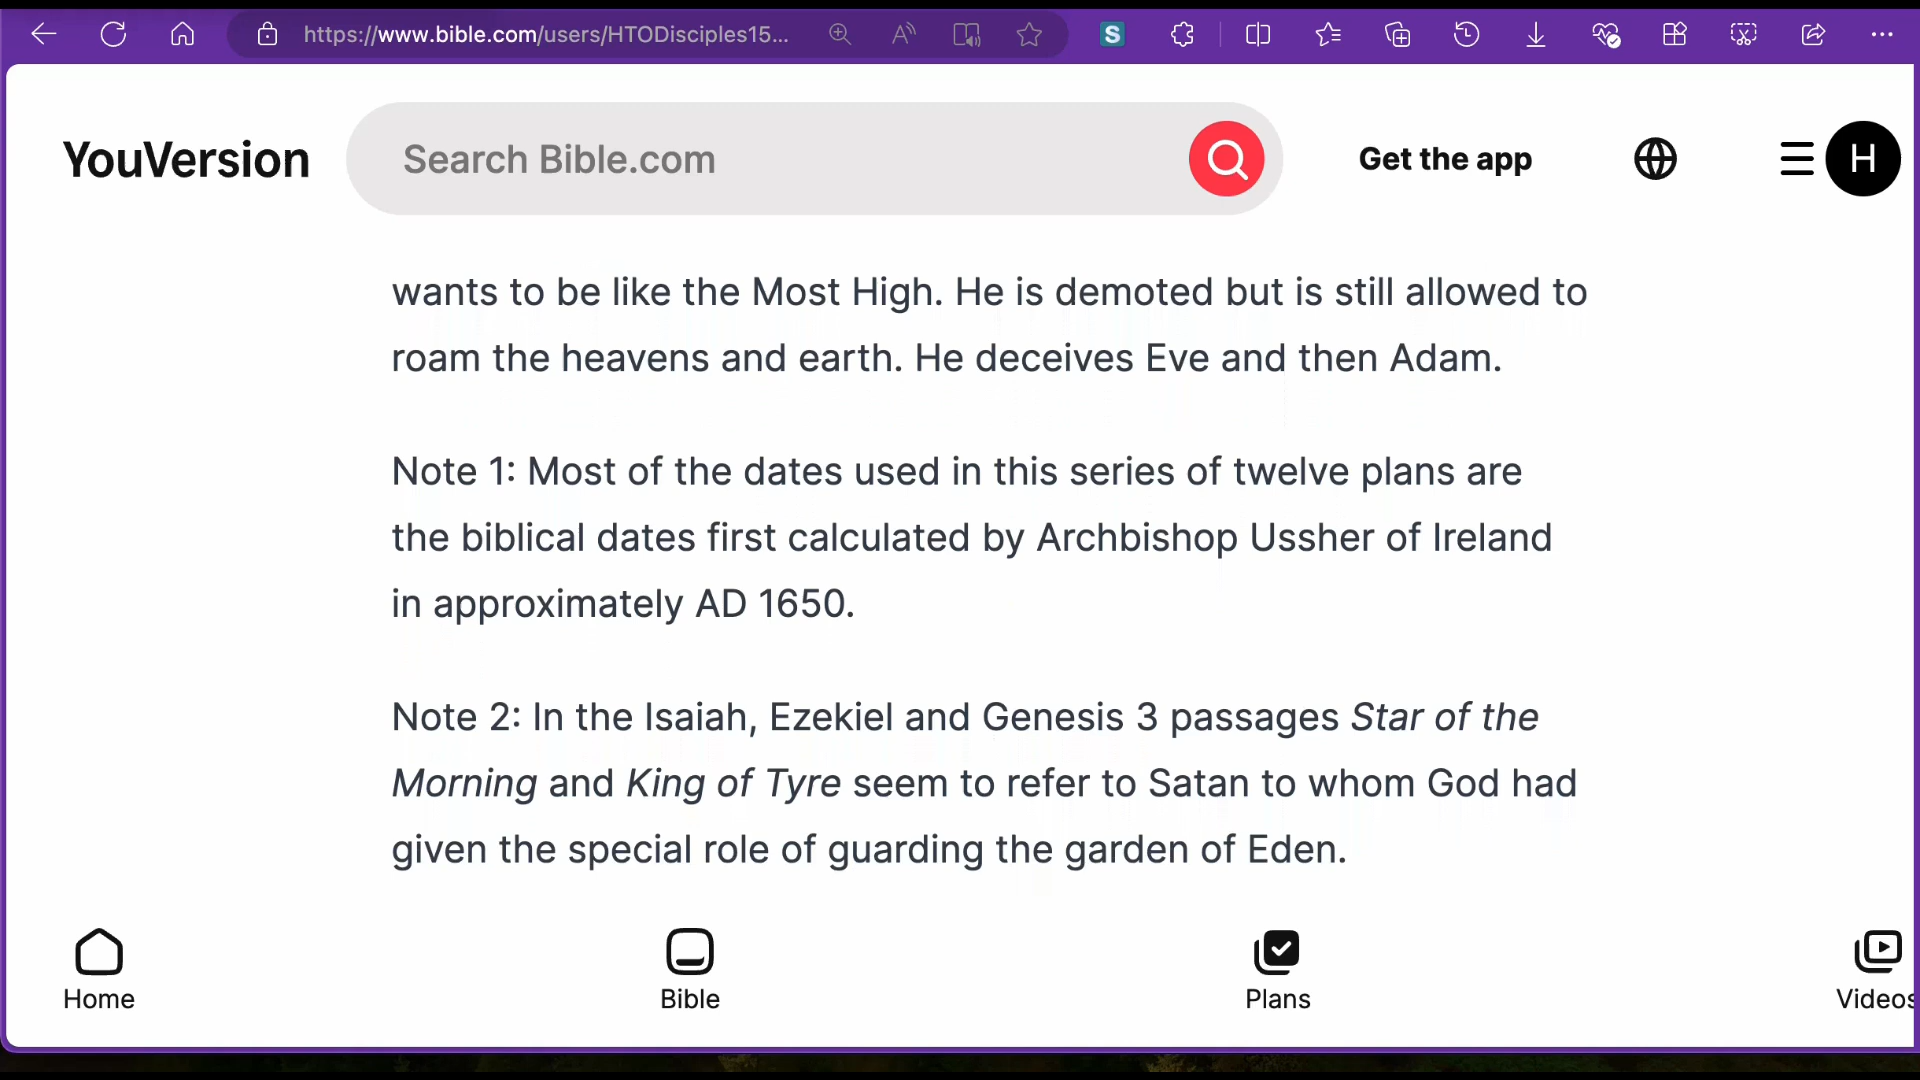 https://www.bible.com/users/HTODisciples15...
S
YouVersion
Search Bible.com
Get the app
H
wants to be like the Most High. He is demoted but is still allowed to
roam the heavens and earth. He deceives Eve and then Adam.
Note 1: Most of the dates used in this series of twelve plans are
the biblical dates first calculated by Archbishop Ussher of Ireland
in approximately AD 1650.
Note 2: In the Isaiah, Ezekiel and Genesis 3 passages Star of the
Morning and King of Tyre seem to refer to Satan to whom God had
given the special role of guarding the garden of Eden.
Home
Bible
Plans
Videos